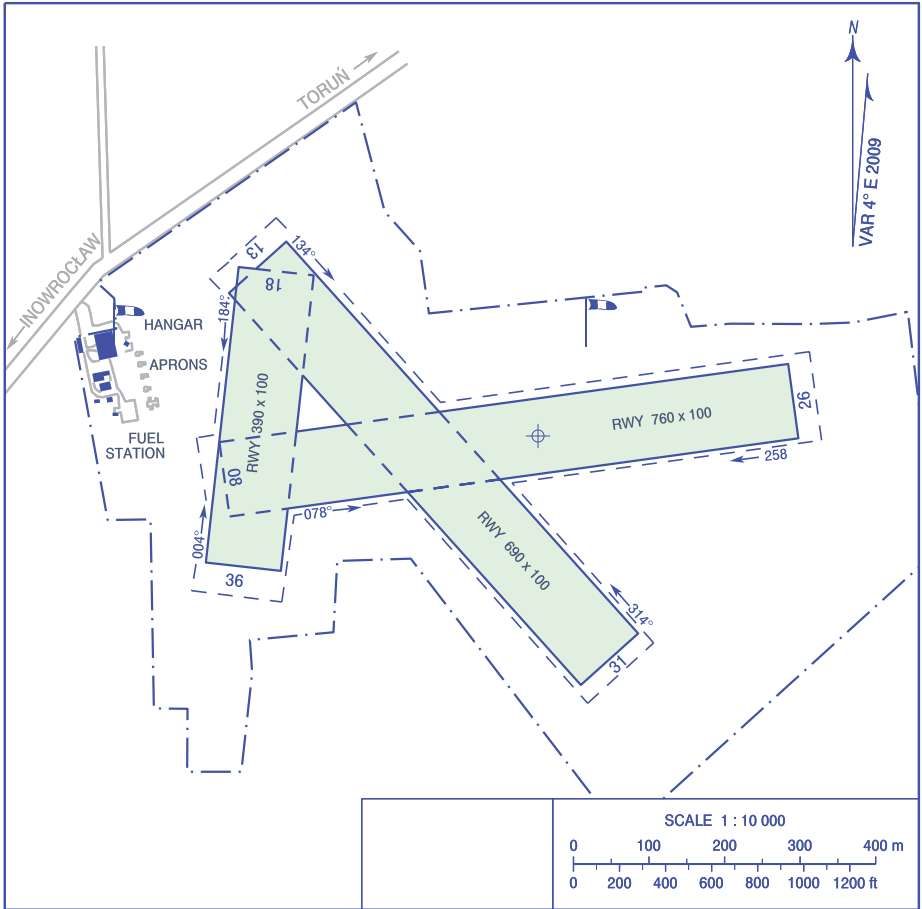 N
VAR 4° E 2009
TORUŃ
INOWROCŁAW
13
134°
18
184°
HANGAR
APRONS
FUEL
STATION
RWY 390 x 100
RWY 760 x 100
26
258
08
078°
004°
36
RWY 690 x 100
314°
31
SCALE 1 : 10 000
0 100 200 300 400 m
0 200 400 600 800 1000 1200 ft